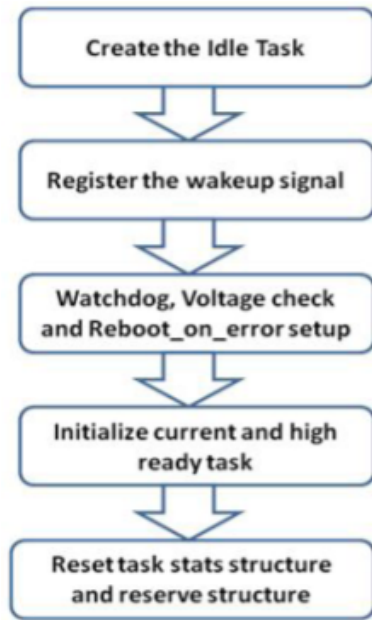 Create the Idle Task
Register the wakeup signal
Watchdog, Voltage check
and Reboot_on_error setup
Initialize current and high
ready task
Reset task stats structure
and reserve structure